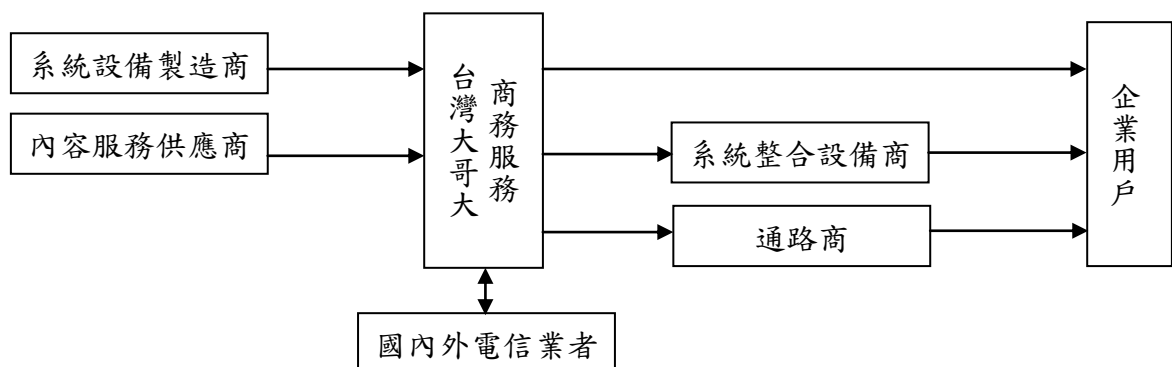 系統設備製造商
內容服務供應商
台灣大哥大
商務服務
系統整合設備商
通路商
企業用戶
國內外電信業者